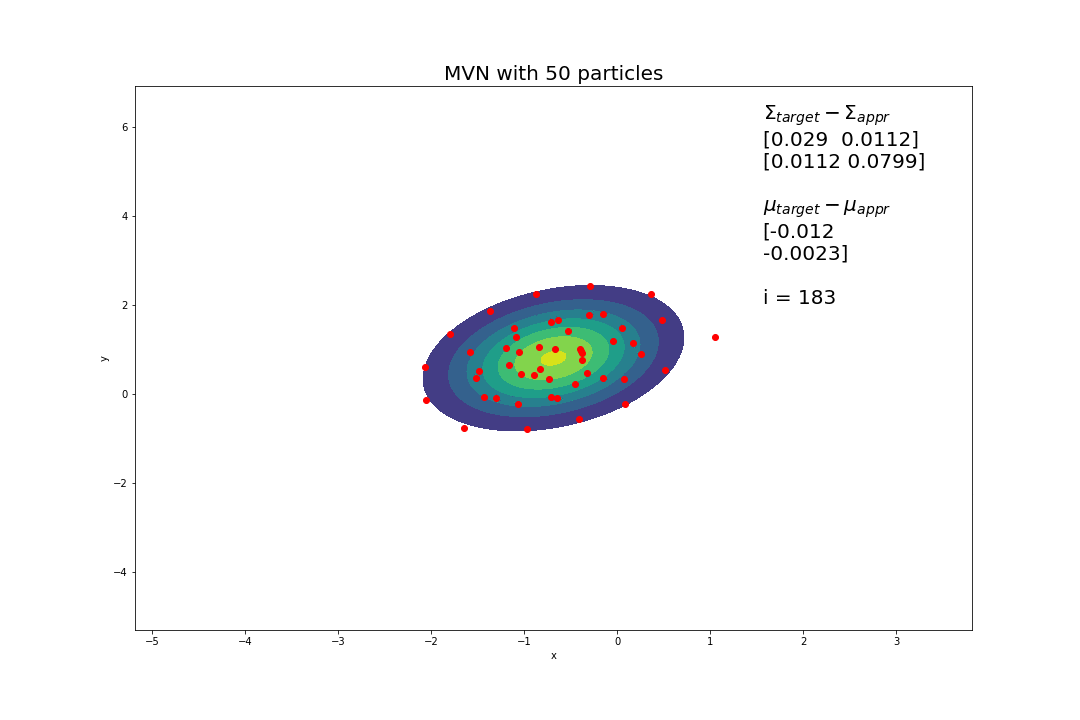 MVN with 50 particles
Σtarget − Σappr
[0.029  0.0112]
[0.0112 0.0799]
μtarget − μappr
[-0.012
-0.0023]
i = 183
6
4
2
0
−2
−4
y
−5 −4 −3 −2 −1 0 1 2 3
x